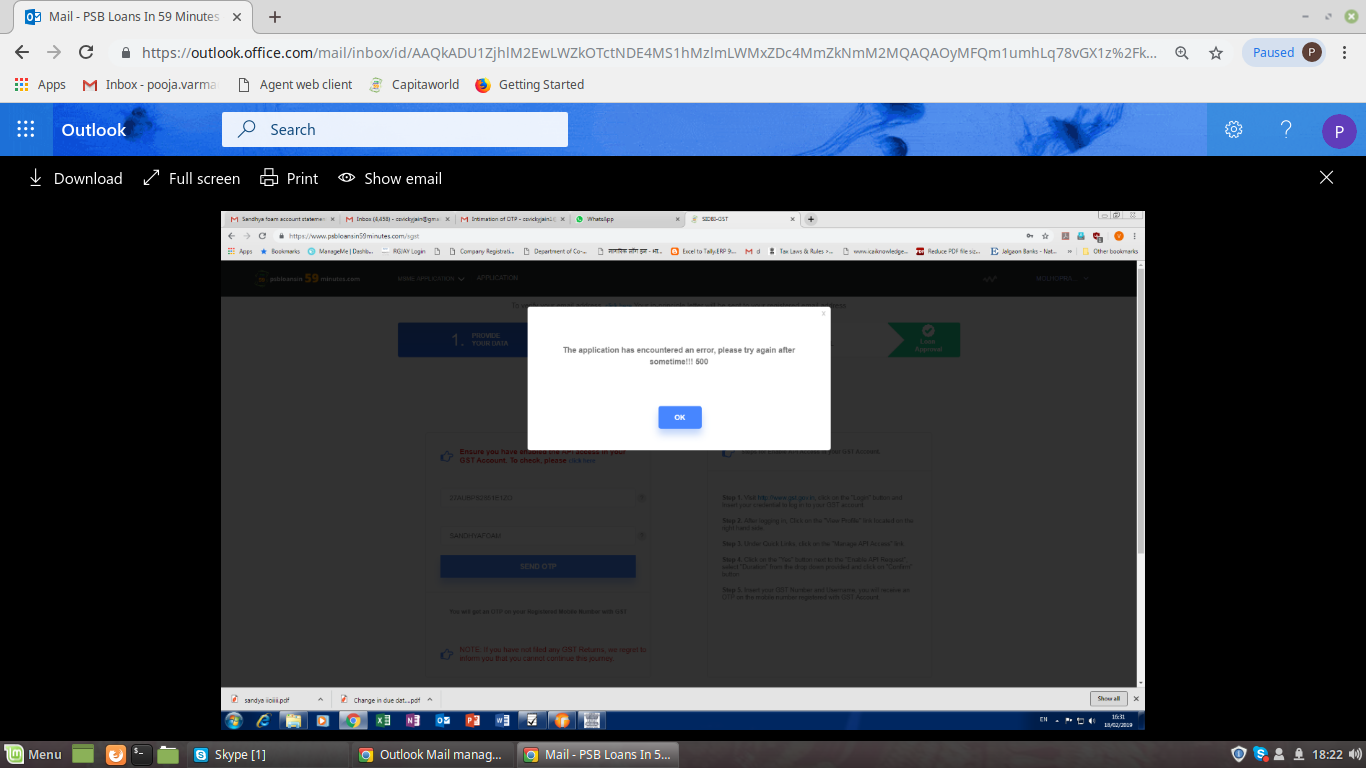 Mail - PSB Loans In 59 Minutes
https://outlook.office.com/mail/inbox/id/AAQkADU1ZjhlM2EwLWZkOTctNDE4MS1hMzlmLWMxZDc4MmZkNmM2MQAQAOyMFQm1umhLq78vGX1z%2Fk...
Paused
P
Apps
Inbox - pooja.varma
Agent web client
Capitaworld
Getting Started
Outlook
Search
P
Download
Full screen
Print
Show email
Sandhya foam account statemen
Inbox (4,458) - csvickyjain@gma
Intimation of OTP - csvickyjain1@
WhatsApp
SIDBI-GST
https://www.psbloansin59minutes.com/sgst
Apps
Bookmarks
ManageMe | Dashb...
RGJAY Login
Company Registrati...
Department of Co-...
Excel to Tally.ERP 9...
d
Tax Laws & Rules >...
www.icaiknowledge...
Reduce PDF file so...
Jalgaon Banks - Nat...
Other bookmarks
psbloansin 59 minutes.com
MSME APPLICATION
APPLICATION
1. PROVIDE
YOUR DATA
Loan
Approval
The application has encountered an error, please try again after
sometime!!! 500
OK
Ensure you have enabled the API access in your
GST Account. To check, please click here
SANDHYAFOAM
SEND OTP
You will get an OTP on your Registered Mobile Number with GST
NOTE: If you have not filed any GST Returns, we regret to
inform you that you cannot continue this journey.
Step 1. Visit http://www.gst.gov.in, click on the "Login" button and
insert your credential to log in to your GST account.
Step 2. After logging in, Click on the "View Profile" link located on the
right hand side.
Step 3. Under Quick Links, click on the "Manage API Access" link
Step 4. Click on the "Yes" button next to the "Enable API Request",
select "Duration" from the drop down provided and click on "Confirm"
button
Step 5. Insert your GST Number and Username, you will receive an
OTP on the mobile number registered with GST Account.
sandya iioiiii.pdf
Change in due dat....pdf
Show all
EN
16:31
18/02/2019
Menu
Skype [1]
Outlook Mail manag...
Mail - PSB Loans In 5...
18:22